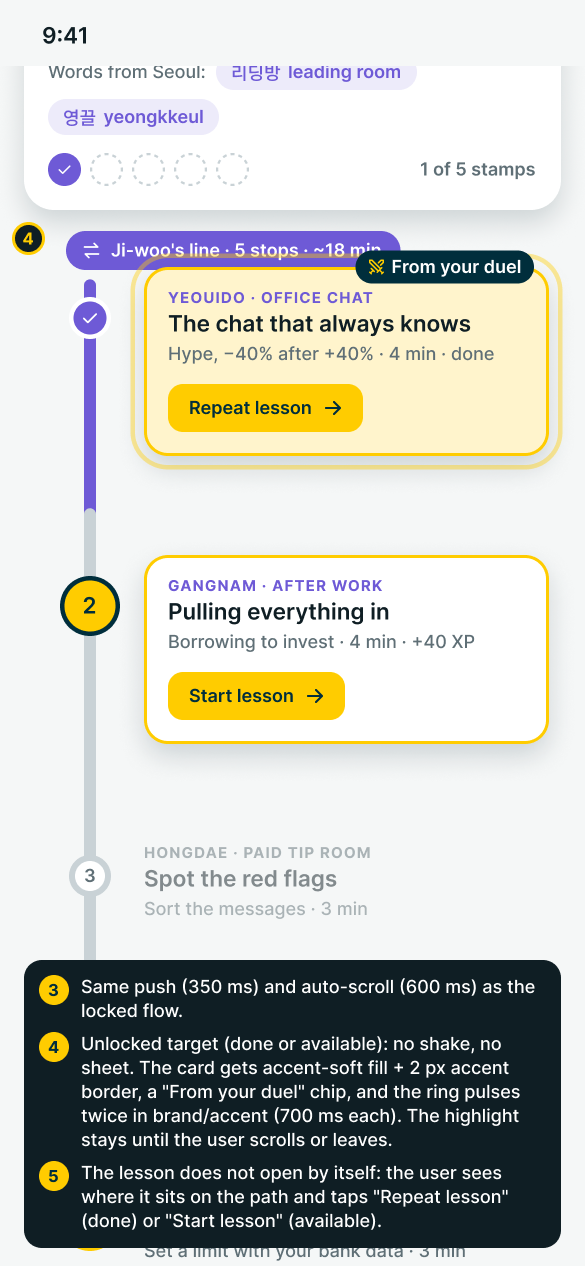 9:41
Words from Seoul: 리딩방 leading room
영끌 yeongkkeul
1 of 5 stamps
4
Ji-woo's line · 5 stops · ~18 min
From your duel
YEOUIDO · OFFICE CHAT
The chat that always knows
Hype, −40% after +40% · 4 min · done
Repeat lesson →
GANGNAM · AFTER WORK
2
Pulling everything in
Borrowing to invest · 4 min · +40 XP
Start lesson →
HONGDAE · PAID TIP ROOM
3
Spot the red flags
Sort the messages · 3 min
3 Same push (350 ms) and auto-scroll (600 ms) as the
locked flow.
4 Unlocked target (done or available): no shake, no
sheet. The card gets accent-soft fill + 2 px accent
border, a "From your duel" chip, and the ring pulses
twice in brand/accent (700 ms each). The highlight
stays until the user scrolls or leaves.
5 The lesson does not open by itself: the user sees
where it sits on the path and taps "Repeat lesson"
(done) or "Start lesson" (available).
Set a limit with your bank data · 3 min